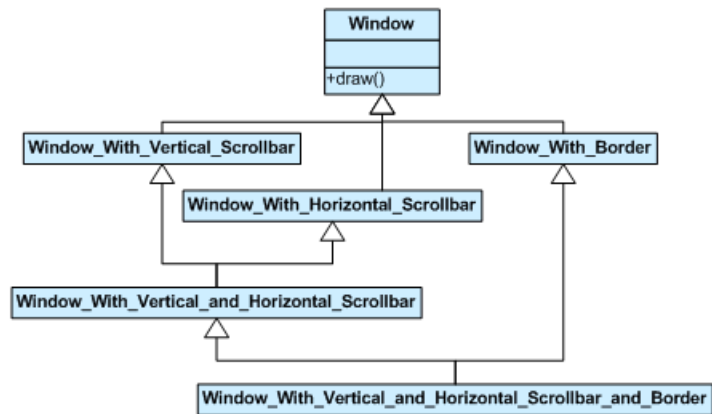 Window
+draw()
Window_With_Vertical_Scrollbar
Window_With_Border
Window_With_Horizontal_Scrollbar
Window_With_Vertical_and_Horizontal_Scrollbar
Window_With_Vertical_and_Horizontal_Scrollbar_and_Border